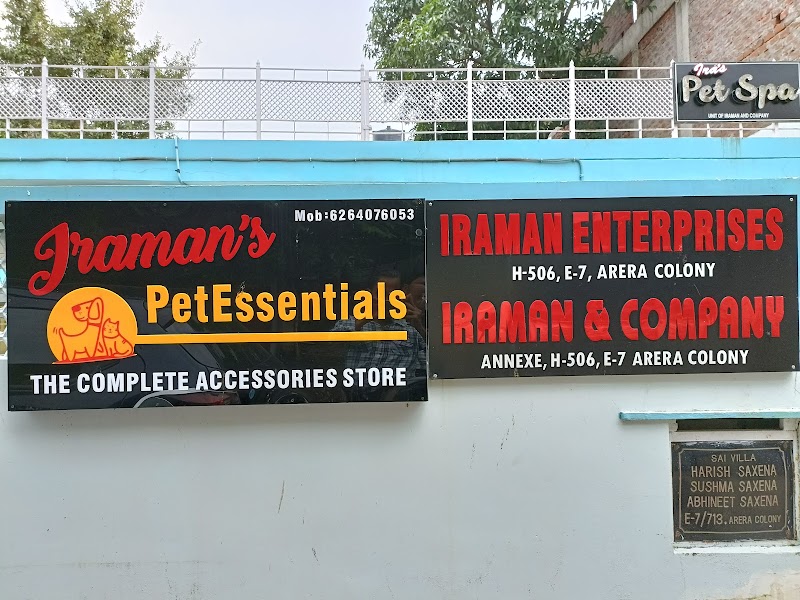 Ira's
Pet Spa
UNIT OF IRAMAN AND COMPANY
Iraman's
Mob:6264076053
PetEssentials
THE COMPLETE ACCESSORIES STORE
IRAMAN ENTERPRISES
H-506, E-7, ARERA COLONY
IRAMAN & COMPANY
ANNEXE, H-506, E-7 ARERA COLONY
SAI VILLA
HARISH SAXENA
SUSHMA SAXENA
ABHINEET SAXENA
E-7/713. ARERA COLONY